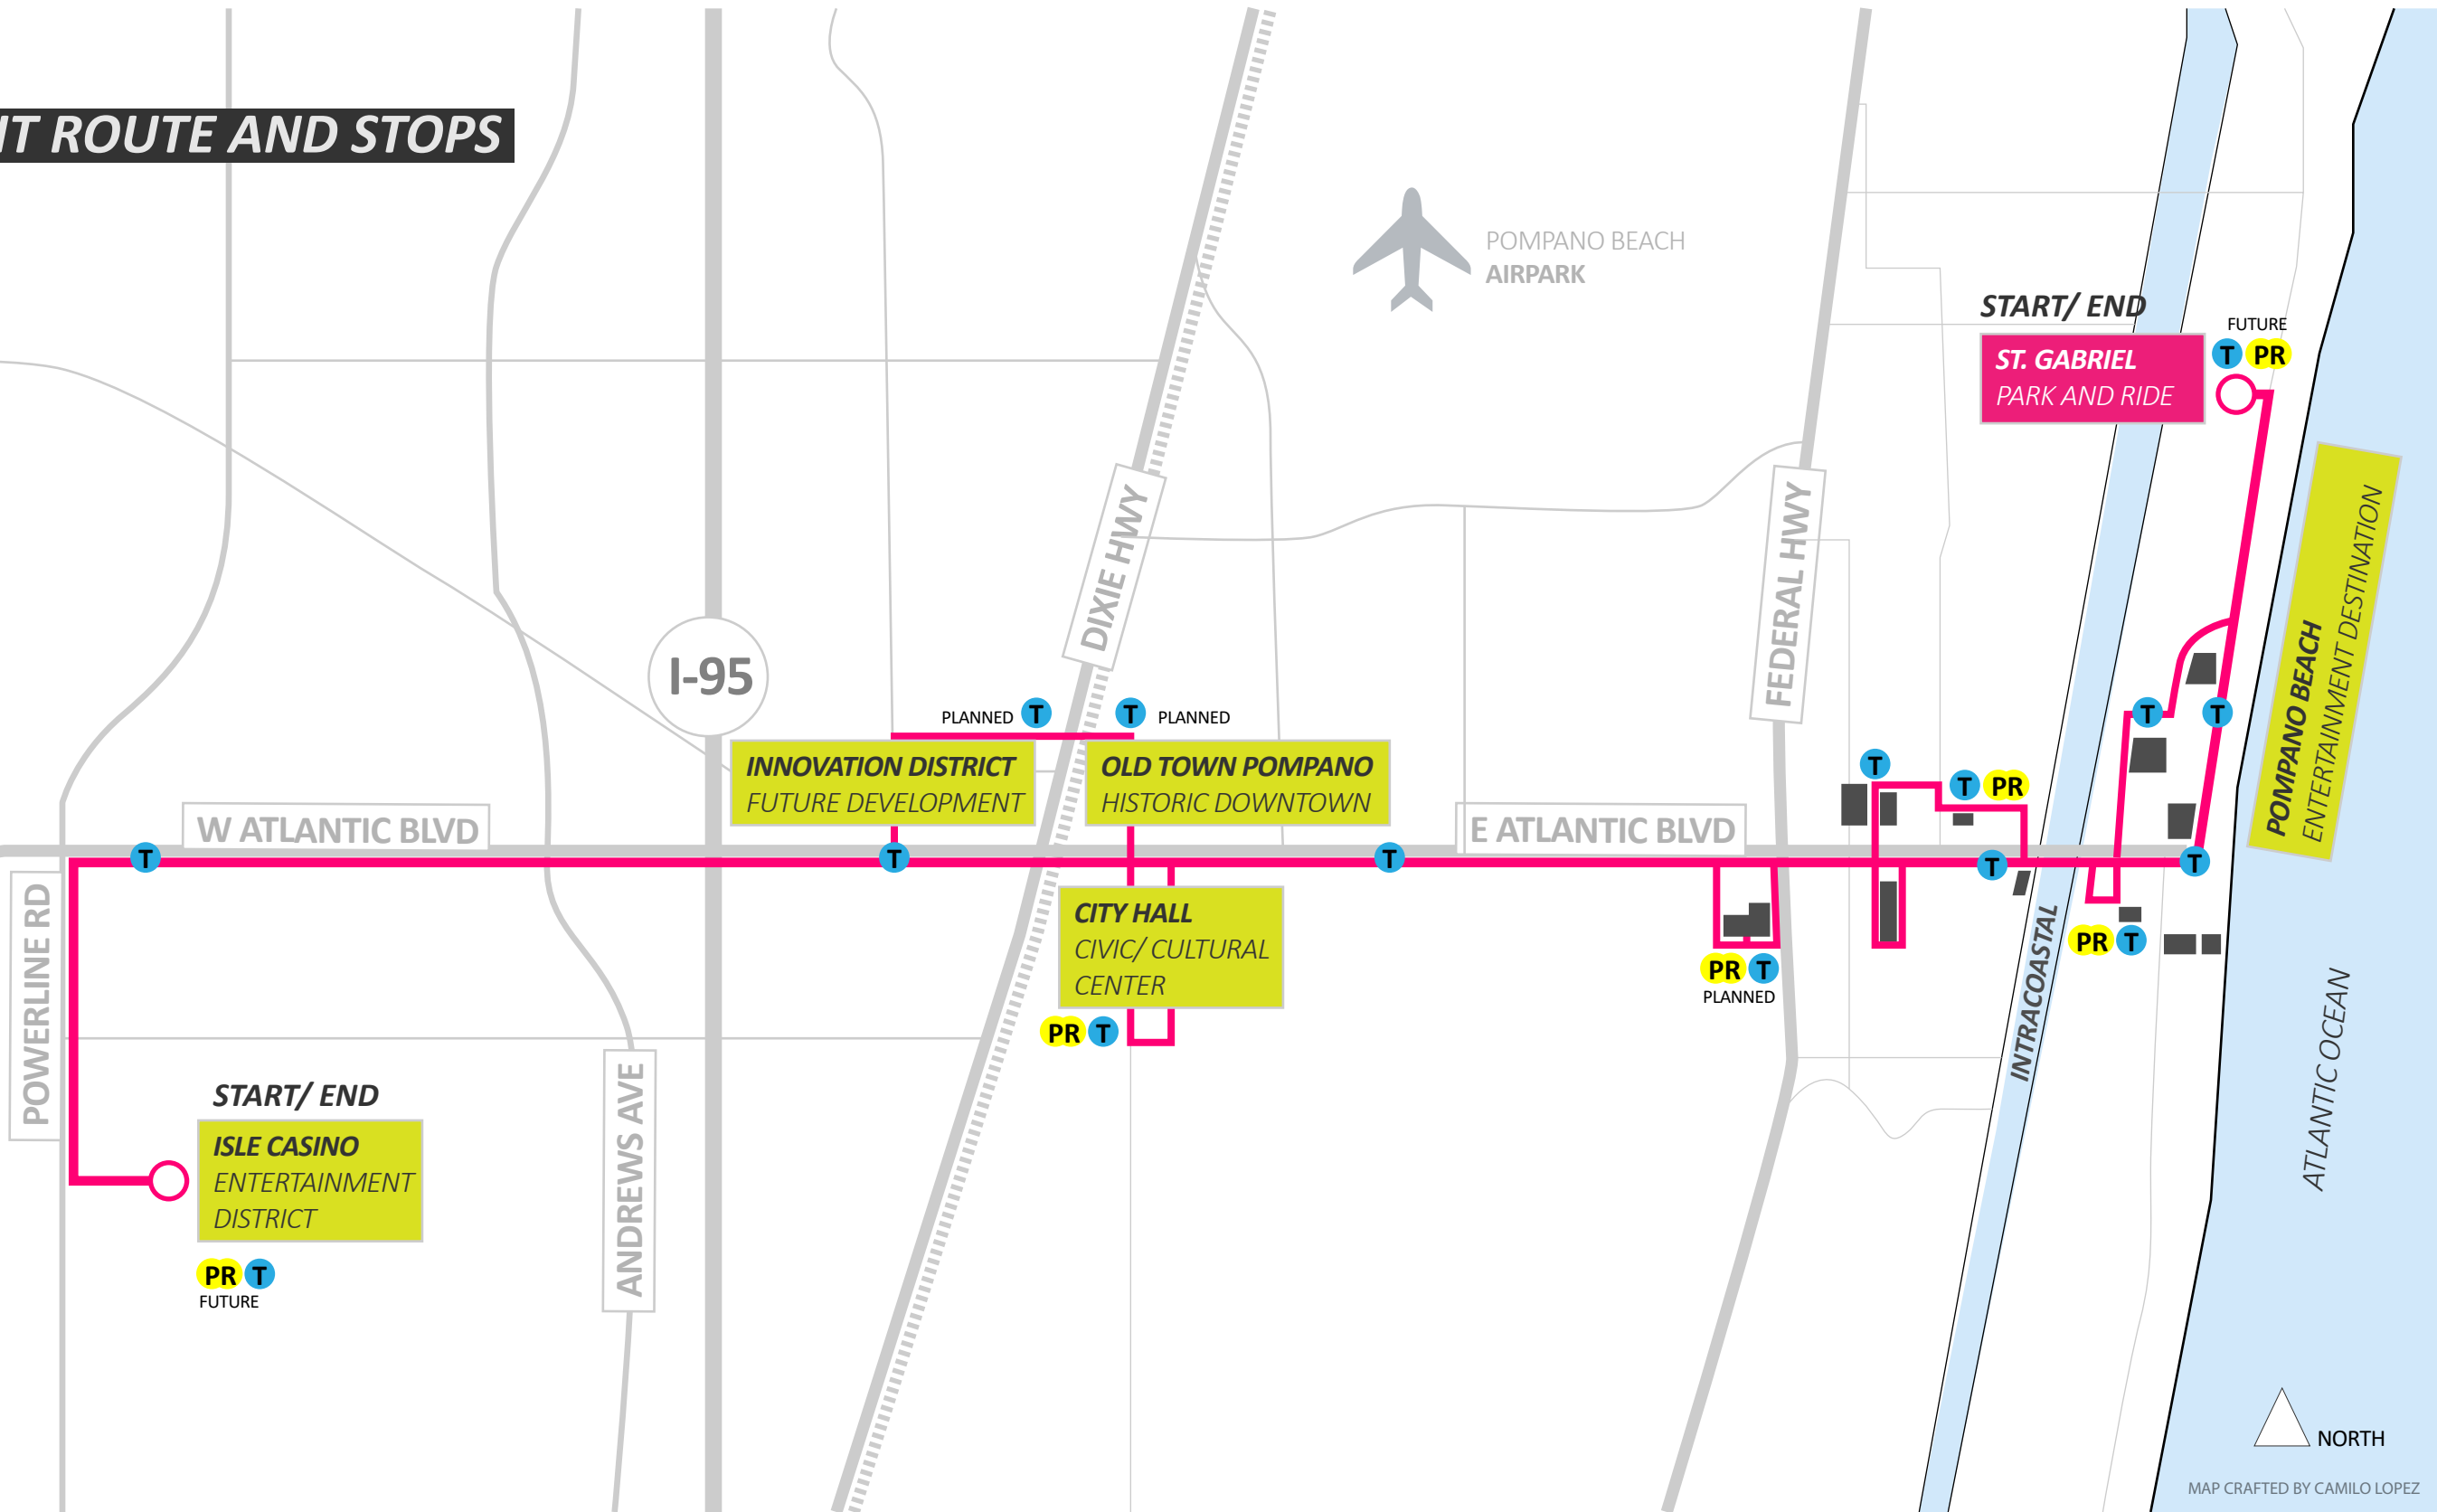 IT ROUTE AND STOPS
POMPANO BEACH
AIRPARK
START/ END
FUTURE
ST. GABRIEL
PARK AND RIDE
T
PR
DIXIE HWY
FEDERAL HWY
POMPANO BEACH
ENTERTAINMENT DESTINATION
I-95
PLANNED
T
T
PLANNED
T
T
INNOVATION DISTRICT
FUTURE DEVELOPMENT
OLD TOWN POMPANO
HISTORIC DOWNTOWN
T
T
PR
W ATLANTIC BLVD
E ATLANTIC BLVD
T
T
T
T
T
POWERLINE RD
CITY HALL
CIVIC/ CULTURAL
CENTER
PR
T
PR
T
PLANNED
PR
T
INTRACOASTAL
ATLANTIC OCEAN
START/ END
ISLE CASINO
ENTERTAINMENT
DISTRICT
PR
T
FUTURE
ANDREWS AVE
NORTH
MAP CRAFTED BY CAMILO LOPEZ